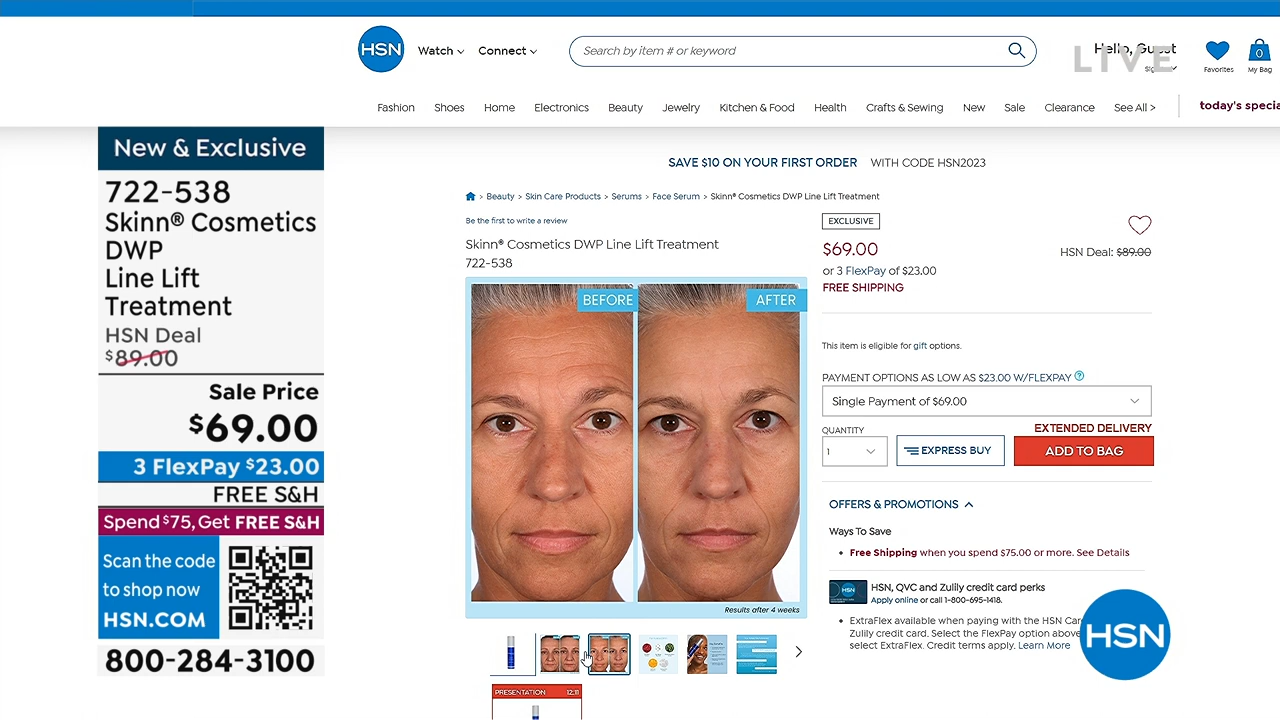 HSN
Watch
Connect
Search by item # or keyword
Hello, Guest
LIVE
Favorites
0
My Bag
Fashion
Shoes
Home
Electronics
Beauty
Jewelry
Kitchen & Food
Health
Crafts & Sewing
New
Sale
Clearance
See All >
today's specia
New & Exclusive
722-538
Skinn® Cosmetics
DWP
Line Lift
Treatment
HSN Deal
$89.00
Sale Price
$69.00
3 FlexPay $23.00
FREE S&H
Spend $75, Get FREE S&H
Scan the code
to shop now
HSN.COM
800-284-3100
SAVE $10 ON YOUR FIRST ORDER WITH CODE HSN2023
> Beauty > Skin Care Products > Serums > Face Serum > Skinn® Cosmetics DWP Line Lift Treatment
Be the first to write a review
Skinn® Cosmetics DWP Line Lift Treatment
722-538
BEFORE
AFTER
Results after 4 weeks
PRESENTATION 12:11
EXCLUSIVE
$69.00
HSN Deal: $89.00
or 3 FlexPay of $23.00
FREE SHIPPING
This item is eligible for gift options.
PAYMENT OPTIONS AS LOW AS $23.00 W/FLEXPAY ?
Single Payment of $69.00
QUANTITY
EXTENDED DELIVERY
1
EXPRESS BUY
ADD TO BAG
OFFERS & PROMOTIONS
Ways To Save
• Free Shipping when you spend $75.00 or more. See Details
HSN
HSN, QVC and Zulily credit card perks
Apply online or call 1-800-695-1418.
• ExtraFlex available when paying with the HSN Car
Zulily credit card. Select the FlexPay option above
select ExtraFlex. Credit terms apply. Learn More
HSN